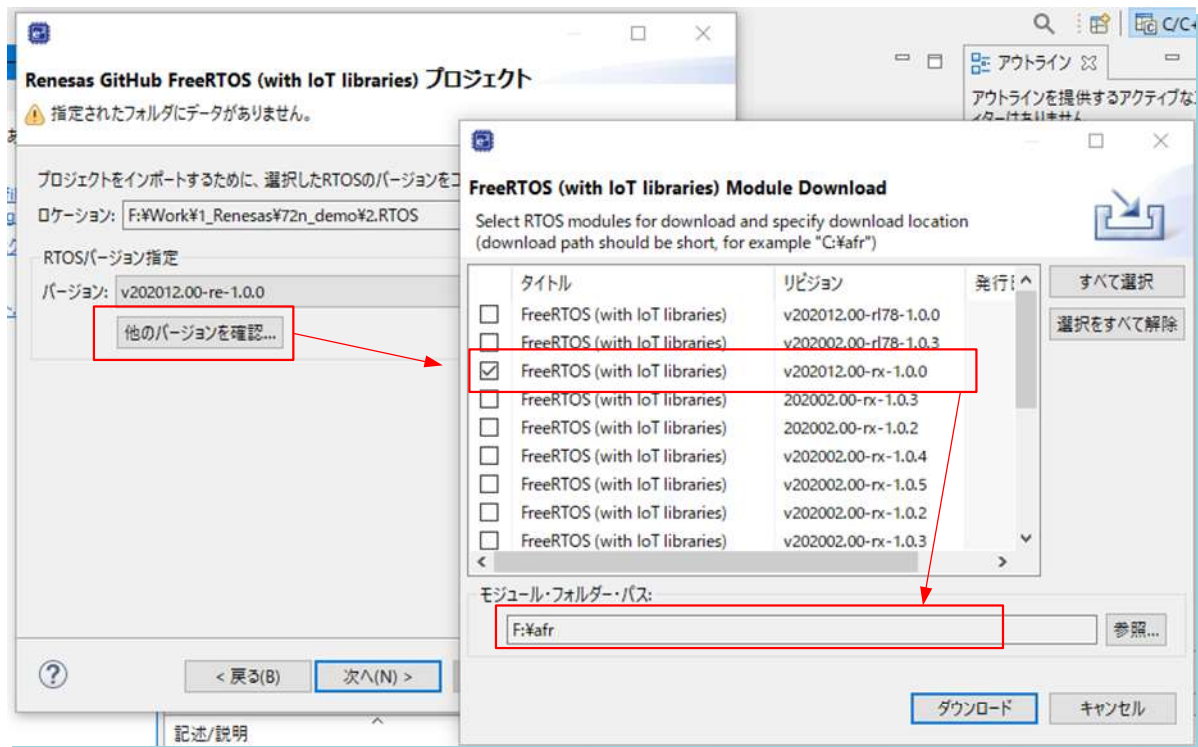 C/C+
Renesas GitHub FreeRTOS (with IoT libraries) プロジェクト
指定されたフォルダにデータがありません。
アウトライン
アウトラインを提供するアクティブな
プロジェクトをインポートするために、選択したRTOSのバージョンを
ロケーション: F:¥Work¥1_Renesas¥72n_demo¥2.RTOS
RTOSバージョン指定
バージョン: v202012.00-re-1.0.0
他のバージョンを確認...
< 戻る(B)
次へ(N) >
記述/説明
FreeRTOS (with IoT libraries) Module Download
Select RTOS modules for download and specify download location
(download path should be short, for example "C:¥afr")
タイトル リビジョン 発行
FreeRTOS (with IoT libraries) v202012.00-rl78-1.0.0
FreeRTOS (with IoT libraries) v202002.00-rl78-1.0.3
FreeRTOS (with IoT libraries) v202012.00-rx-1.0.0
FreeRTOS (with IoT libraries) 202002.00-rx-1.0.3
FreeRTOS (with IoT libraries) 202002.00-rx-1.0.2
FreeRTOS (with IoT libraries) v202002.00-rx-1.0.4
FreeRTOS (with IoT libraries) v202002.00-rx-1.0.5
FreeRTOS (with IoT libraries) v202002.00-rx-1.0.2
FreeRTOS (with IoT libraries) v202002.00-rx-1.0.3
すべて選択
選択をすべて解除
モジュール・フォルダー・パス:
F:¥afr
参照...
ダウンロード
キャンセル